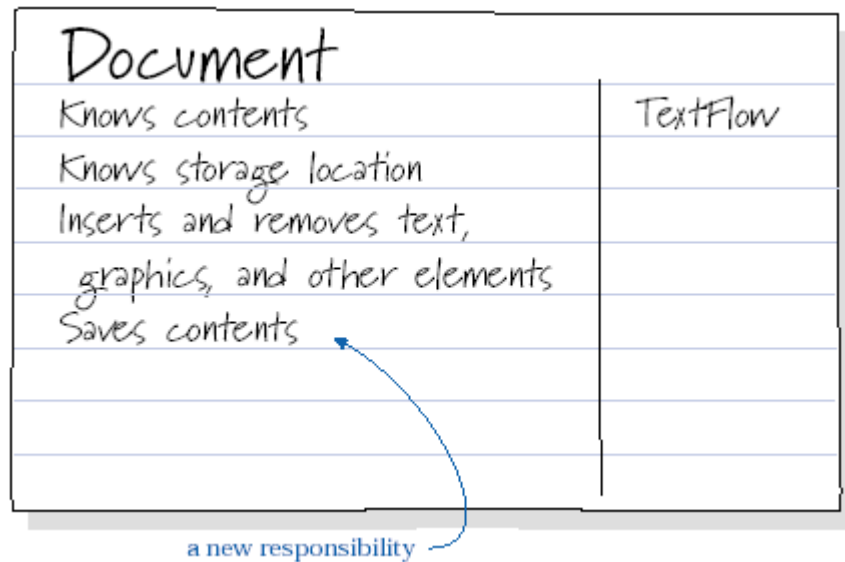 Document
Knows contents
TextFlow
Knows storage location
Inserts and removes text,
graphics, and other elements
Saves contents
a new responsibility